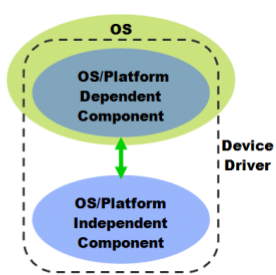 OS
OS/Platform
Dependent
Component
Device
Driver
OS/Platform
Independent
Component